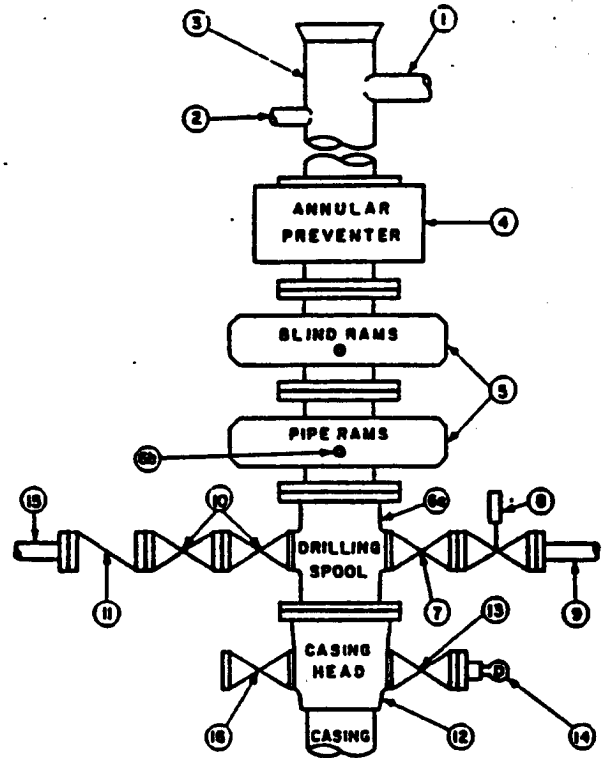 3
1
2
ANNULAR
PREVENTER
4
BLIND RAMS
5
PIPE RAMS
6b
15
10
6a
8
DRILLING
SPOOL
11
7
13
9
CASING
HEAD
16
12
14
CASING